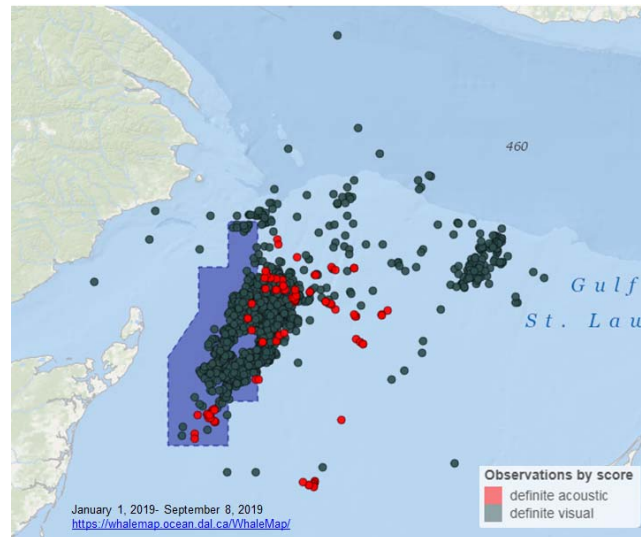 460
Gulf
St. Lau
Observations by score
definite acoustic
definite visual
January 1, 2019- September 8, 2019
https://whalemap.ocean.dal.ca/WhaleMap/